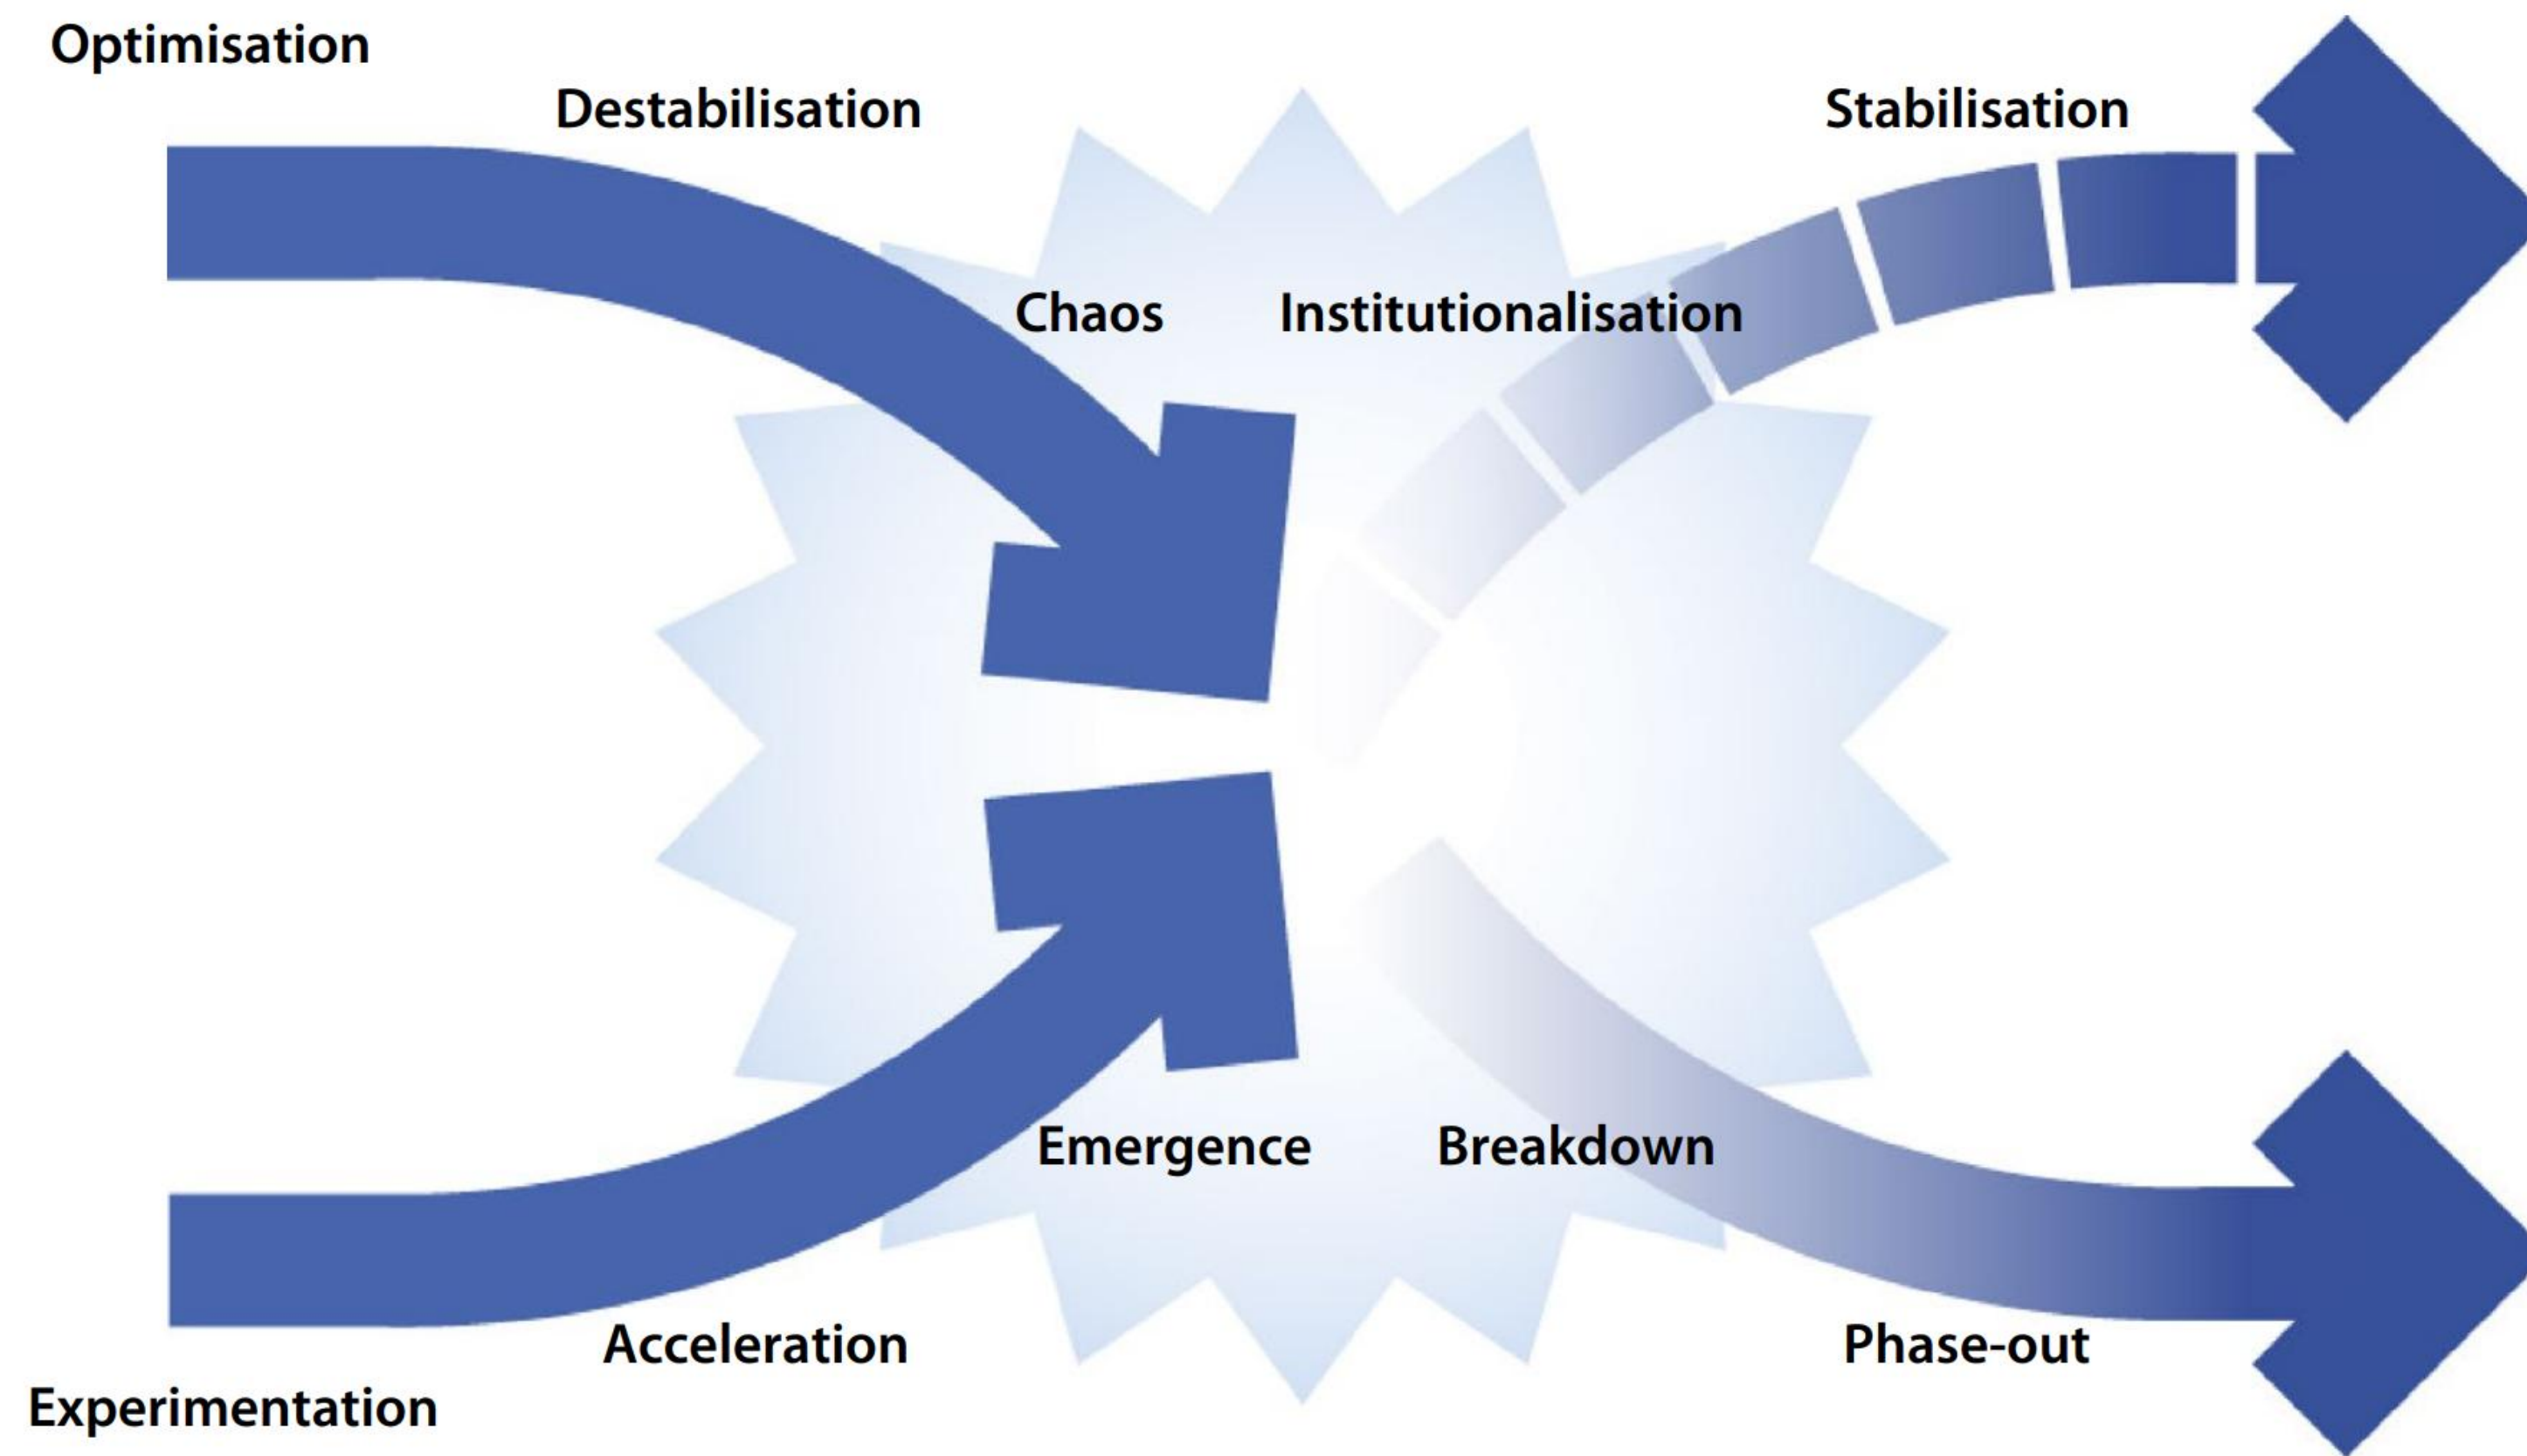 Optimisation
Destabilisation
Stabilisation
Chaos
Institutionalisation
Emergence
Breakdown
Acceleration
Phase-out
Experimentation